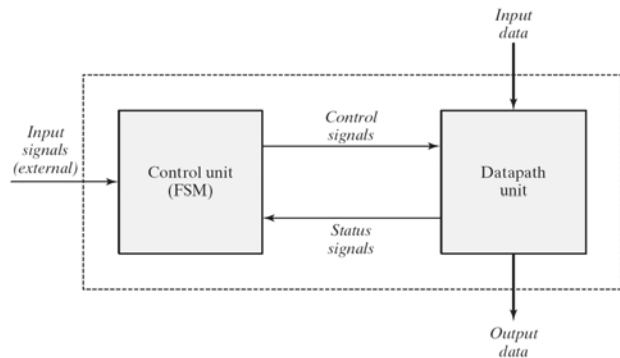 Input
data
Input
signals
(external)
Control unit
(FSM)
Control
signals
Datapath
unit
Status
signals
Output
data